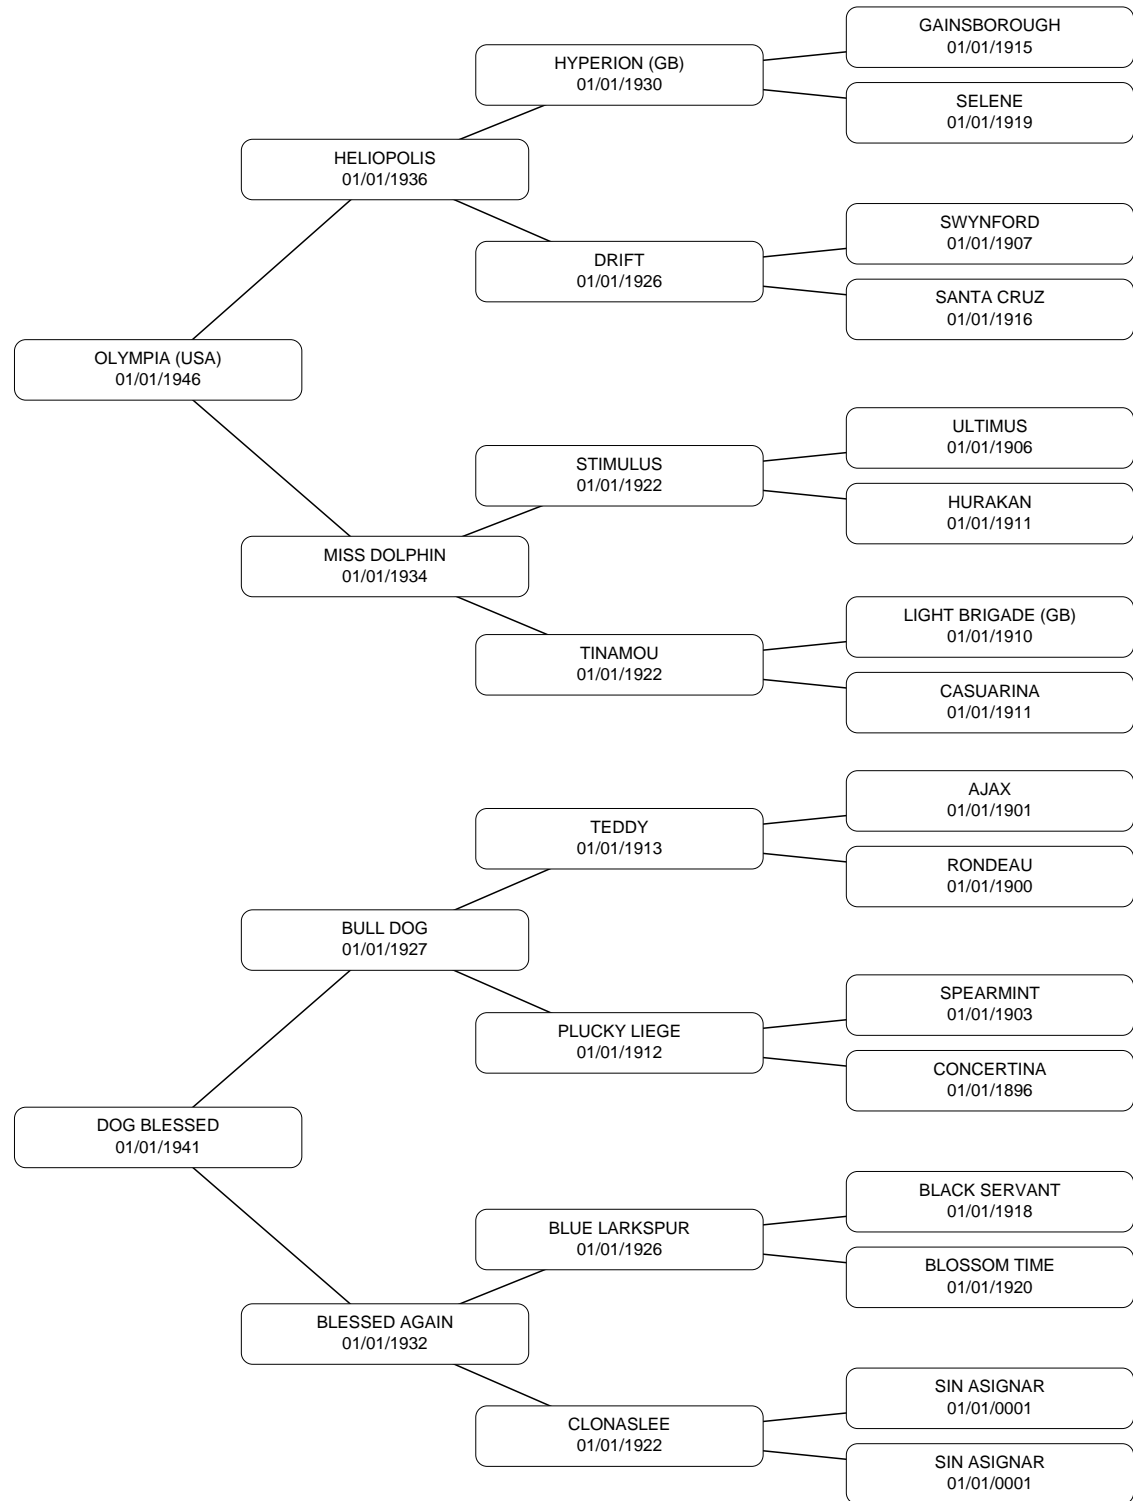 GAINSBOROUGH
01/01/1915
HYPERION (GB)
01/01/1930
SELENE
01/01/1919
HELIOPOLIS
01/01/1936
SWYNFORD
01/01/1907
DRIFT
01/01/1926
SANTA CRUZ
01/01/1916
OLYMPIA (USA)
01/01/1946
ULTIMUS
01/01/1906
STIMULUS
01/01/1922
HURAKAN
01/01/1911
MISS DOLPHIN
01/01/1934
LIGHT BRIGADE (GB)
01/01/1910
TINAMOU
01/01/1922
CASUARINA
01/01/1911
AJAX
01/01/1901
TEDDY
01/01/1913
RONDEAU
01/01/1900
BULL DOG
01/01/1927
SPEARMINT
01/01/1903
PLUCKY LIEGE
01/01/1912
CONCERTINA
01/01/1896
DOG BLESSED
01/01/1941
BLACK SERVANT
01/01/1918
BLUE LARKSPUR
01/01/1926
BLOSSOM TIME
01/01/1920
BLESSED AGAIN
01/01/1932
SIN ASIGNAR
01/01/0001
CLONASLEE
01/01/1922
SIN ASIGNAR
01/01/0001